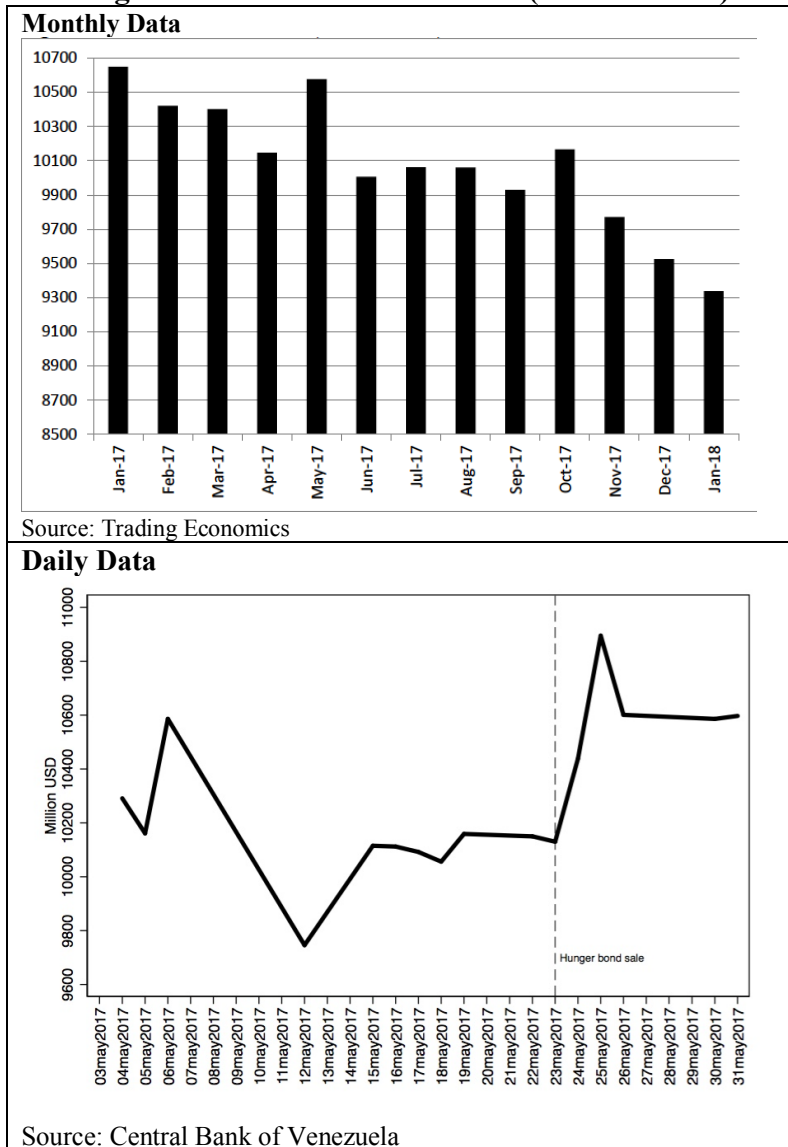 Monthly Data
10700
10500
10300
10100
9900
9700
9500
9300
9100
8900
8700
8500
Jan-17
Feb-17
Mar-17
Apr-17
May-17
Jun-17
Jul-17
Aug-17
Sep-17
Oct-17
Nov-17
Dec-17
Jan-18
Source: Trading Economics
Daily Data
Million USD
11000
10800
10600
10400
10200
10000
9800
9600
Hunger bond sale
03may2017
04may2017
05may2017
06may2017
07may2017
08may2017
09may2017
10may2017
11may2017
12may2017
13may2017
14may2017
15may2017
16may2017
17may2017
18may2017
19may2017
20may2017
21may2017
22may2017
23may2017
24may2017
25may2017
26may2017
27may2017
28may2017
29may2017
30may2017
31may2017
Source: Central Bank of Venezuela